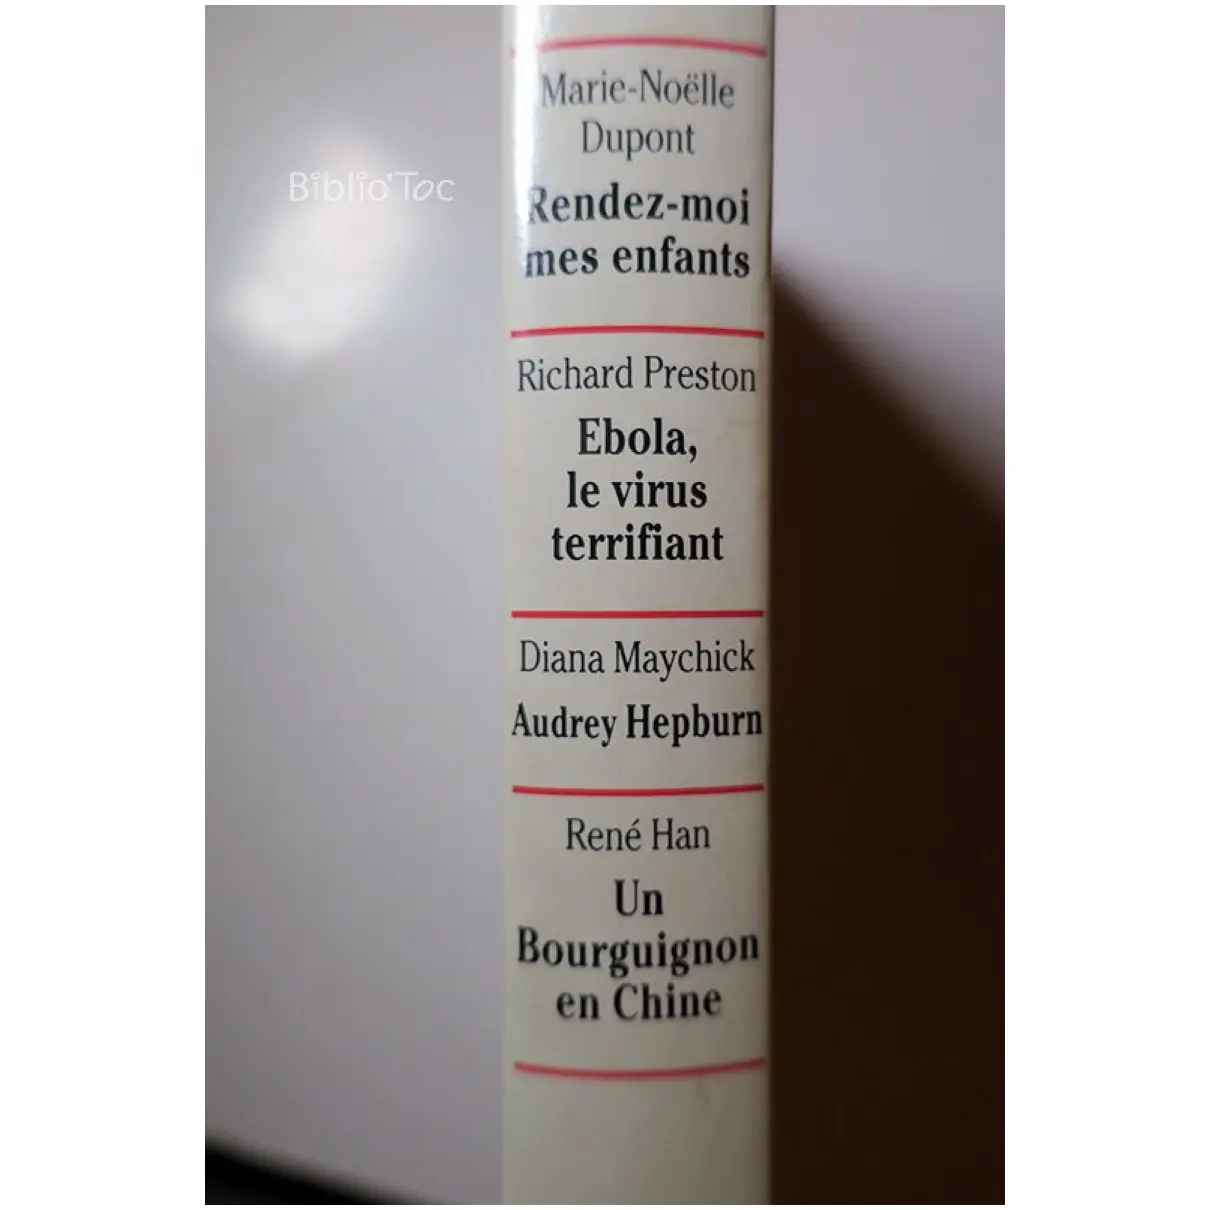 Biblio'Toc
Marie-Noëlle
Dupont
Rendez-moi
mes enfants
Richard Preston
Ebola,
le virus
terrifiant
Diana Maychick
Audrey Hepburn
René Han
Un
Bourguignon
en Chine